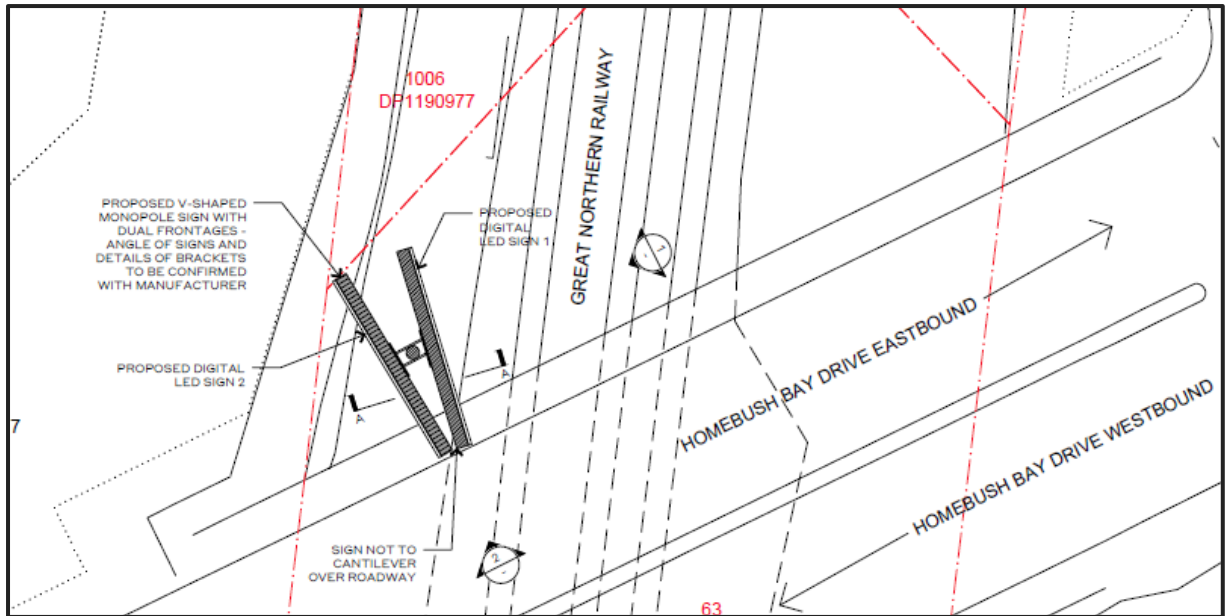 1006
DP1190977
GREAT NORTHERN RAILWAY
PROPOSED V-SHAPED
MONOPOLE SIGN WITH
DUAL FRONTAGES -
ANGLE OF SIGNS AND
DETAILS OF BRACKETS
TO BE CONFIRMED
WITH MANUFACTURER
PROPOSED
DIGITAL
LED SIGN 1
1
-
PROPOSED DIGITAL
LED SIGN 2
A
A
7
HOMEBUSH BAY DRIVE EASTBOUND
HOMEBUSH BAY DRIVE WESTBOUND
SIGN NOT TO
CANTILEVER
OVER ROADWAY
2
-
63